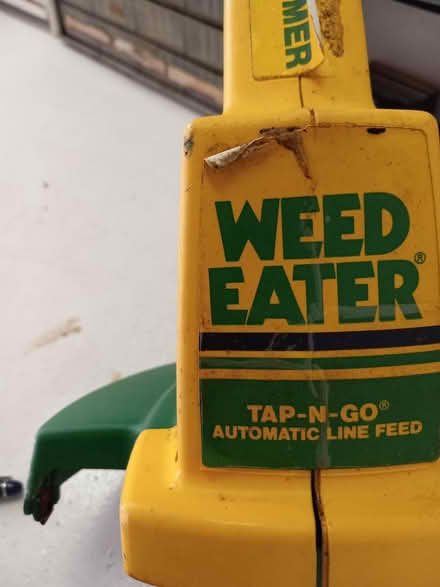 MER
WEED
EATER®
TAP-N-GO®
AUTOMATIC LINE FEED